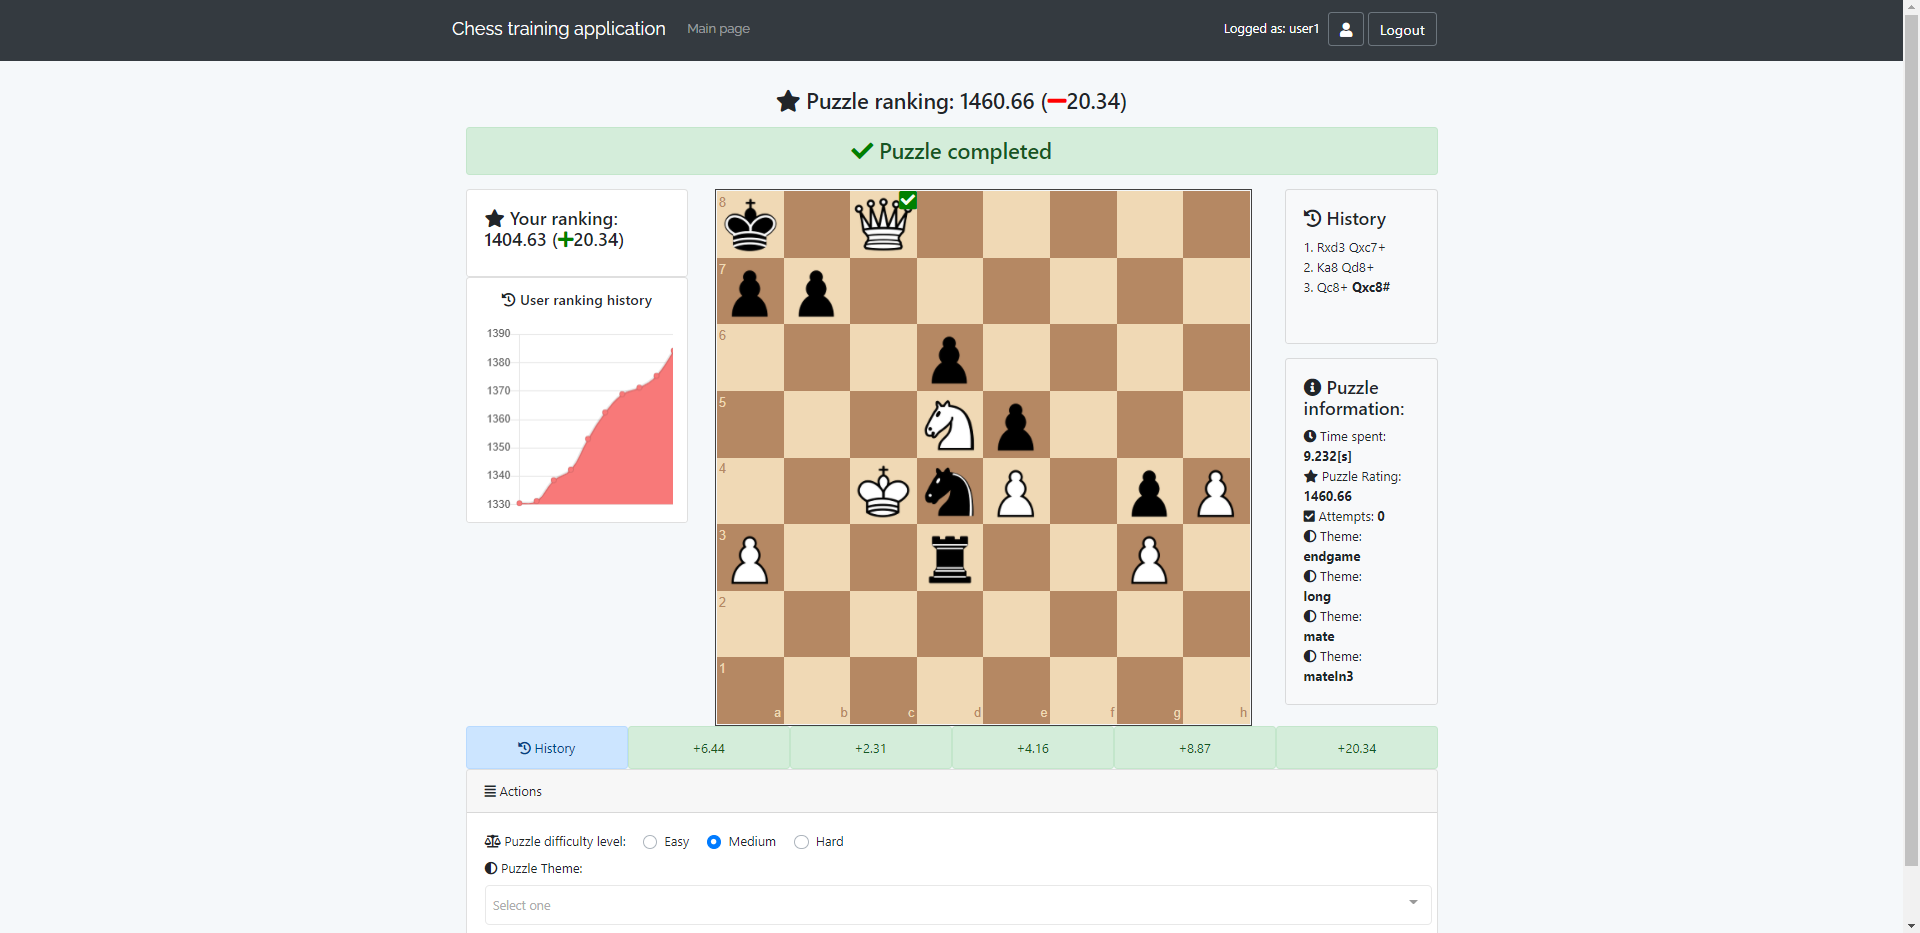 Chess training application
Main page
Logged as: user1
Logout
Puzzle ranking: 1460.66 (−20.34)
Puzzle completed
Your ranking:
1404.63 (+20.34)
User ranking history
1390
1380
1370
1360
1350
1340
1330
8
7
6
5
4
3
2
1
a
b
c
d
e
f
g
h
History
1. Rxd3 Qxc7+
2. Ka8 Qd8+
3. Qc8+ Qxc8#
Puzzle
information:
Time spent:
9.232[s]
Puzzle Rating:
1460.66
Attempts: 0
Theme:
endgame
Theme:
long
Theme:
mate
Theme:
mateIn3
History
+6.44
+2.31
+4.16
+8.87
+20.34
Actions
Puzzle difficulty level:
Easy
Medium
Hard
Puzzle Theme:
Select one